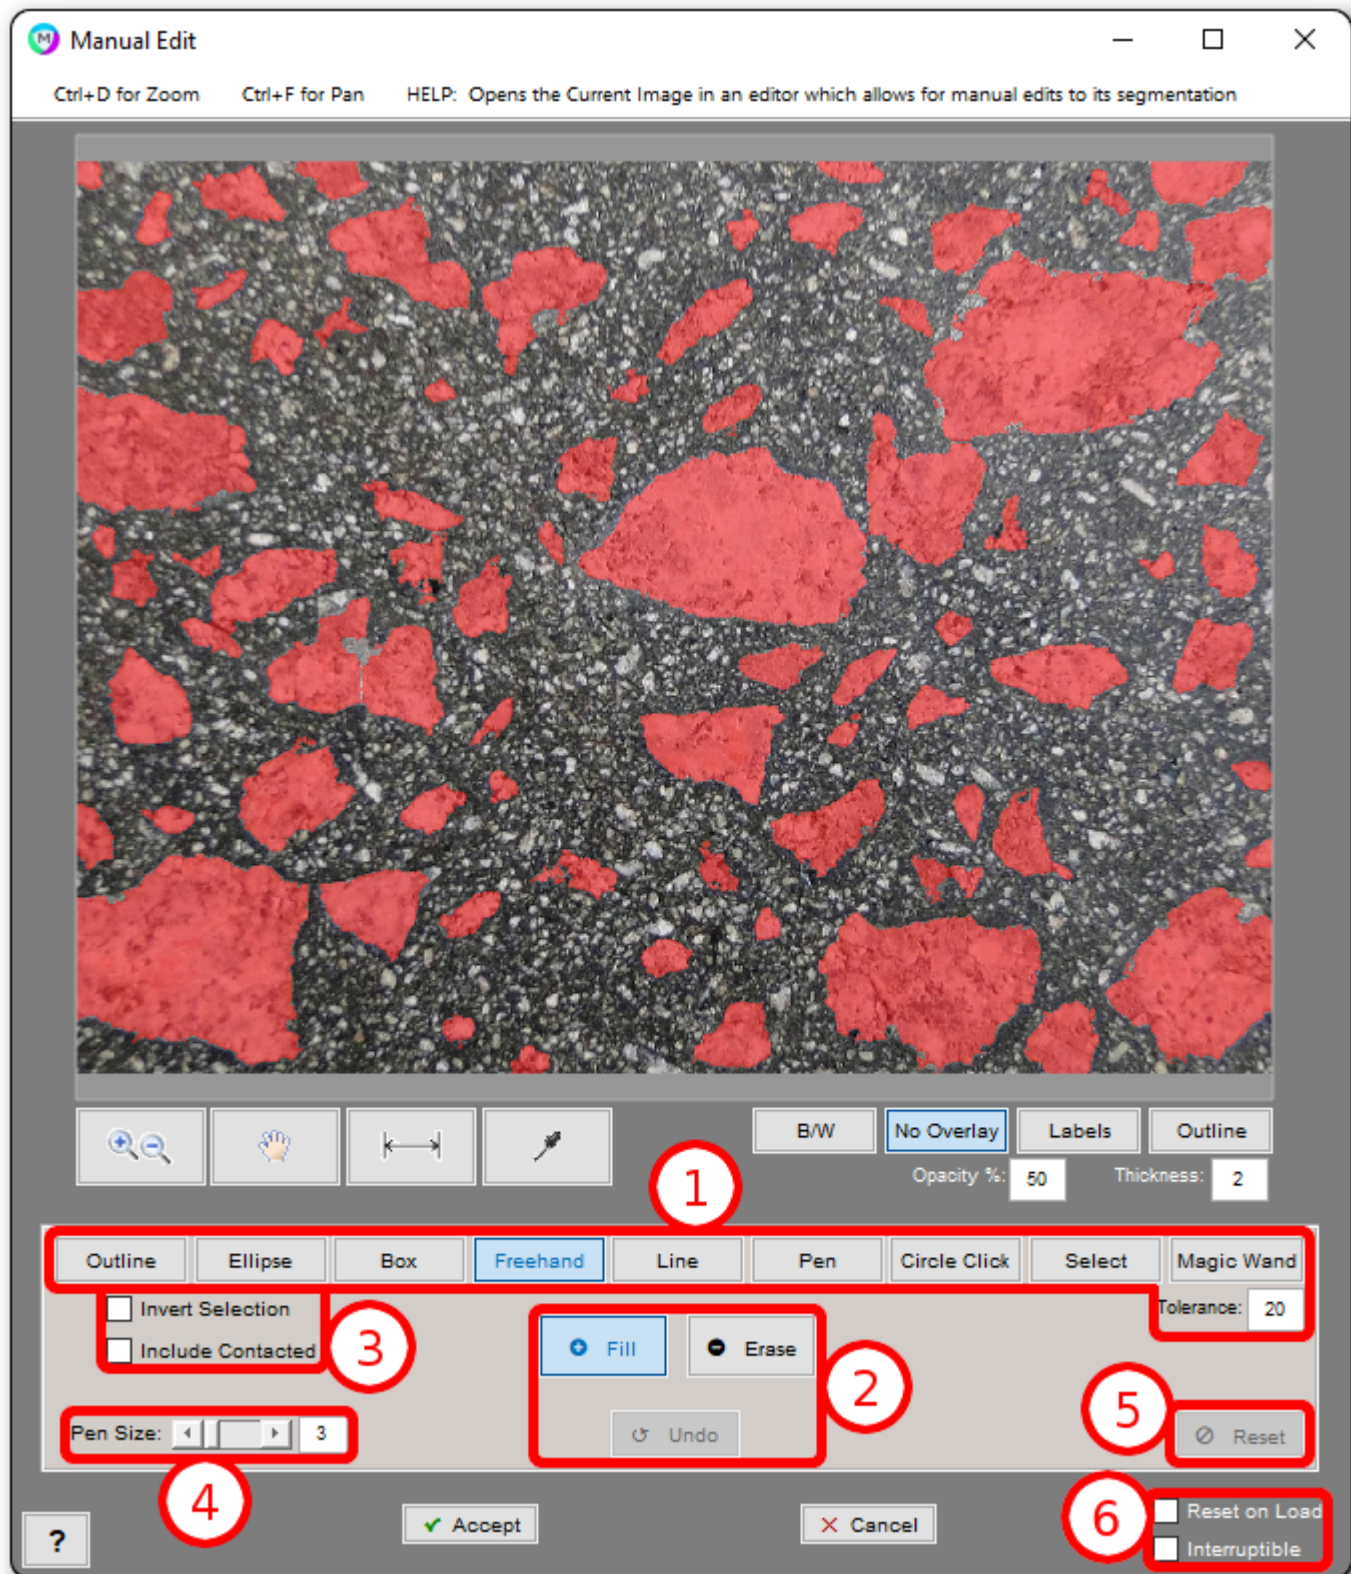 Manual Edit
Ctrl+D for Zoom Ctrl+F for Pan HELP: Opens the Current Image in an editor which allows for manual edits to its segmentation
B/W No Overlay Labels Outline
Opacity %: 50 Thickness: 2
1
Outline Ellipse Box Freehand Line Pen Circle Click Select Magic Wand
Invert Selection Tolerance: 20
Include Contacted 3 Fill Erase 2
Pen Size: 3 Undo 5 Reset
4 6 Reset on Load
? Accept Cancel Interruptible